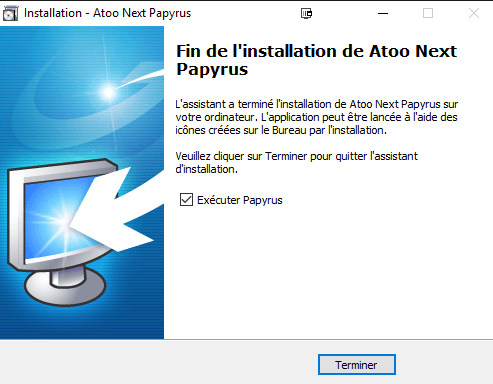 Installation - Atoo Next Papyrus
Fin de l'installation de Atoo Next
Papyrus
L'assistant a terminé l'installation de Atoo Next Papyrus sur
votre ordinateur. L'application peut être lancée à l'aide des
icônes créées sur le Bureau par l'installation.
Veuillez cliquer sur Terminer pour quitter l'assistant
d'installation.
Exécuter Papyrus
Terminer